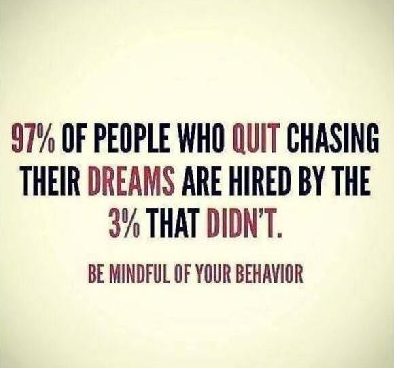 97% OF PEOPLE WHO QUIT CHASING
THEIR DREAMS ARE HIRED BY THE
3% THAT DIDN'T.
BE MINDFUL OF YOUR BEHAVIOR